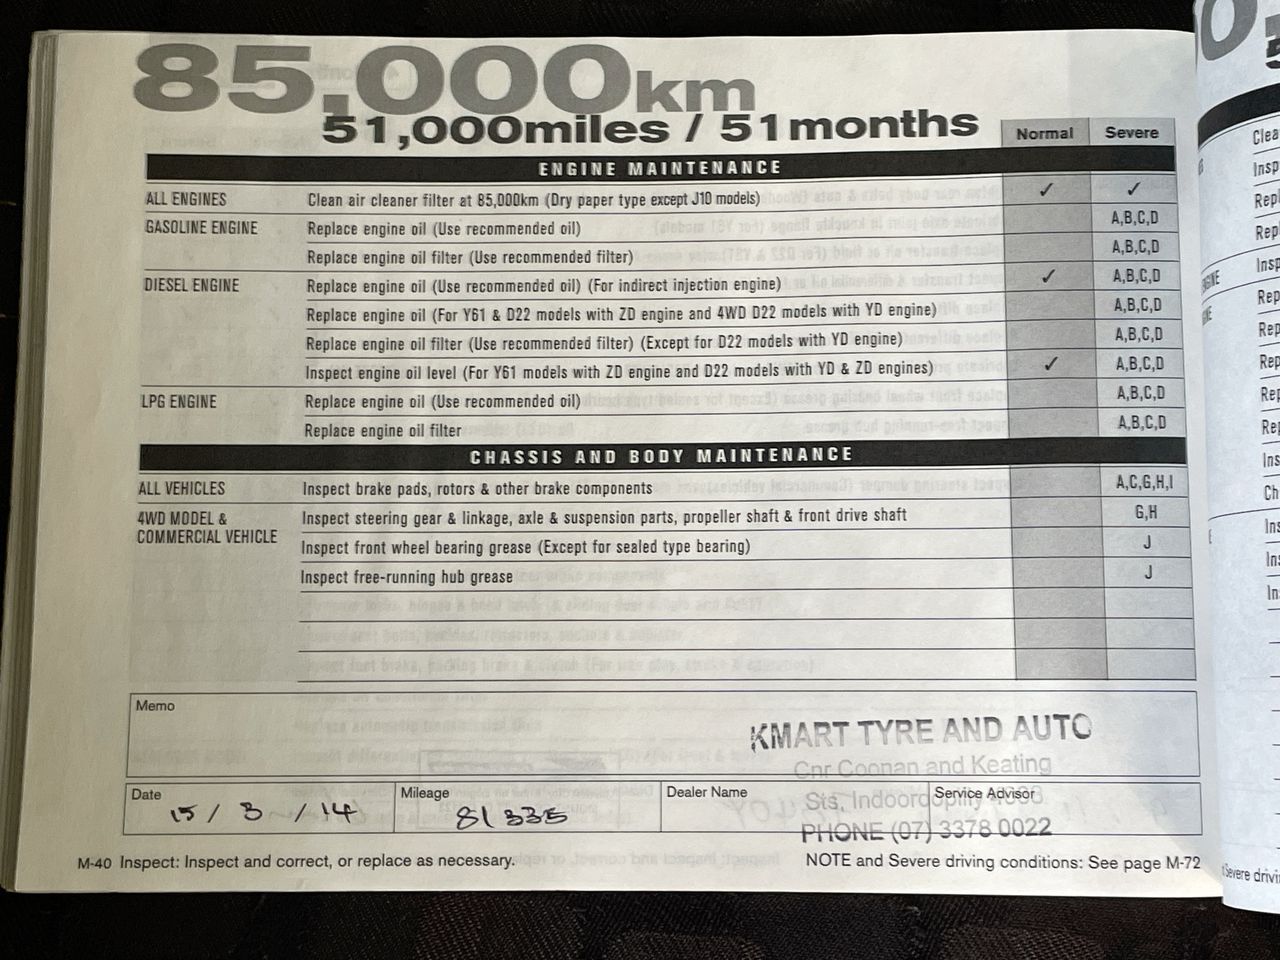 85,000km
51,000miles / 51months
Normal Severe
ENGINE MAINTENANCE
ALL ENGINES Clean air cleaner filter at 85,000km (Dry paper type except J10 models) ✓ ✓
GASOLINE ENGINE Replace engine oil (Use recommended oil) A,B,C,D
Replace engine oil filter (Use recommended filter) A,B,C,D
DIESEL ENGINE Replace engine oil (Use recommended oil) (For indirect injection engine) ✓ A,B,C,D
Replace engine oil (For Y61 & D22 models with ZD engine and 4WD D22 models with YD engine) A,B,C,D
Replace engine oil filter (Use recommended filter) (Except for D22 models with YD engine) A,B,C,D
Inspect engine oil level (For Y61 models with ZD engine and D22 models with YD & ZD engines) ✓ A,B,C,D
LPG ENGINE Replace engine oil (Use recommended oil) A,B,C,D
Replace engine oil filter A,B,C,D
CHASSIS AND BODY MAINTENANCE
ALL VEHICLES Inspect brake pads, rotors & other brake components A,C,G,H,I
4WD MODEL & COMMERCIAL VEHICLE Inspect steering gear & linkage, axle & suspension parts, propeller shaft & front drive shaft G,H
Inspect front wheel bearing grease (Except for sealed type bearing) J
Inspect free-running hub grease J
Memo
KMART TYRE AND AUTO
Cnr Coonan and Keating
Sts, Indooroopilly 4068
PHONE (07) 3378 0022
Date 15 / 3 / 14
Mileage 81 335
Dealer Name
Service Advisor
M-40 Inspect: Inspect and correct, or replace as necessary.
NOTE and Severe driving conditions: See page M-72